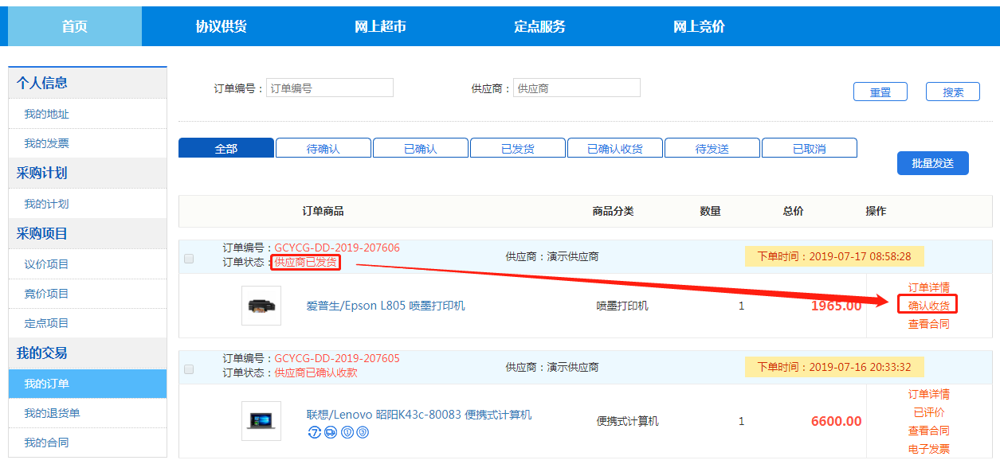 首页 协议供货 网上超市 定点服务 网上竞价
个人信息
我的地址
我的发票
采购计划
我的计划
采购项目
议价项目
竞价项目
定点项目
我的交易
我的订单
我的退货单
我的合同
订单编号： 订单编号 供应商： 供应商 重置 搜索
全部 待确认 已确认 已发货 已确认收货 待发送 已取消
批量发送
订单商品 商品分类 数量 总价 操作
订单编号：GCYCG-DD-2019-207606
订单状态：供应商已发货
供应商：演示供应商
下单时间：2019-07-17 08:58:28
爱普生/Epson L805 喷墨打印机 喷墨打印机 1 1965.00
订单详情
确认收货
查看合同
订单编号：GCYCG-DD-2019-207605
订单状态：供应商已确认收款
供应商：演示供应商
下单时间：2019-07-16 20:33:32
联想/Lenovo 昭阳K43c-80083 便携式计算机
便携式计算机 1 6600.00
订单详情
已评价
查看合同
电子发票